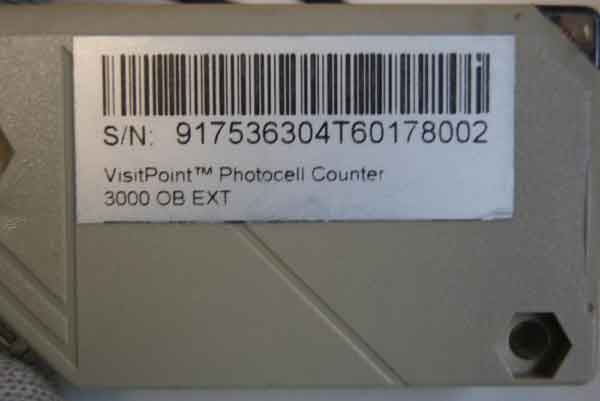 S/N: 917536304T60178002
VisitPoint™ Photocell Counter
3000 OB EXT